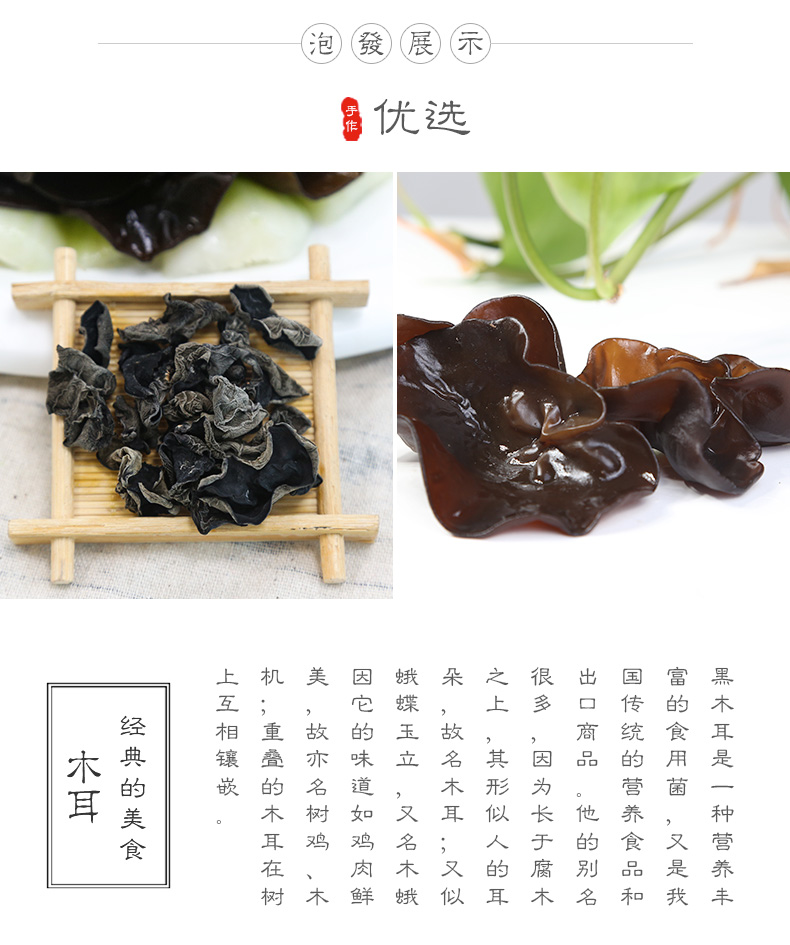 泡發展示
手作
优选
黑木耳是一种营养丰
富的食用菌，又是我
国传统的营养食品和
出口商品。他的别名
很多，因为长于腐木
之上，其形似人的耳
朵，故名木耳；又似
蛾蝶玉立，又名木蛾
因它的味道如鸡肉鲜
美，故亦名树鸡、木
机；重叠的木耳在树
上互相镶嵌。
经典的美食
木耳